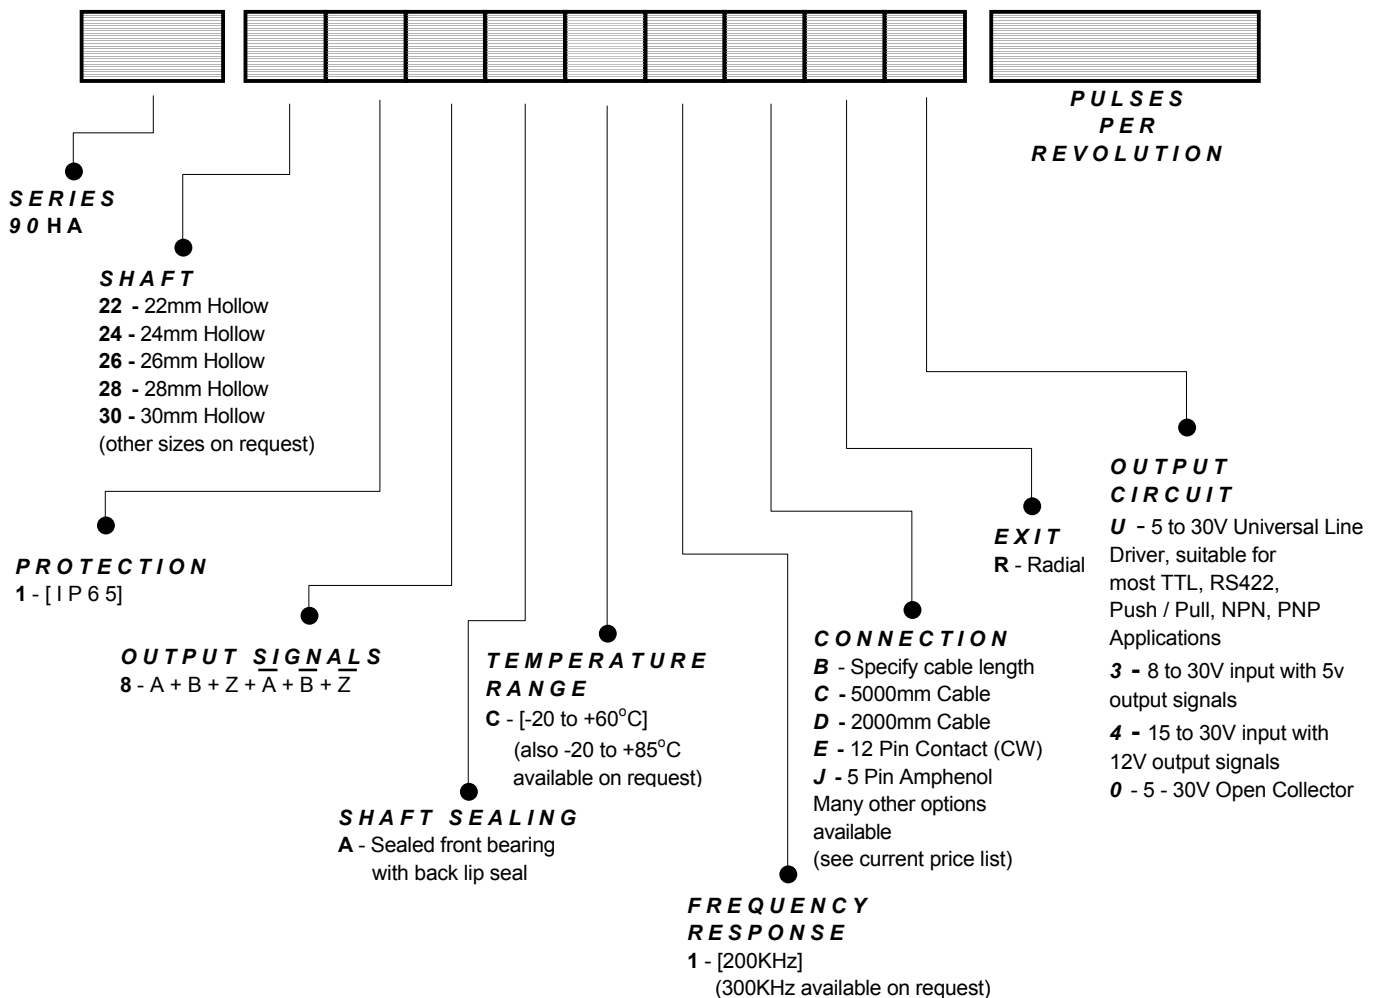 PULSES
PER
REVOLUTION
SERIES
90HA
SHAFT
22 - 22mm Hollow
24 - 24mm Hollow
26 - 26mm Hollow
28 - 28mm Hollow
30 - 30mm Hollow
(other sizes on request)
PROTECTION
1 - [IP65]
OUTPUT SIGNALS
8 - A + B + Z + A̅ + B̅ + Z̅
SHAFT SEALING
A - Sealed front bearing
with back lip seal
TEMPERATURE
RANGE
C - [-20 to +60°C]
(also -20 to +85°C
available on request)
FREQUENCY
RESPONSE
1 - [200KHz]
(300KHz available on request)
CONNECTION
B - Specify cable length
C - 5000mm Cable
D - 2000mm Cable
E - 12 Pin Contact (CW)
J - 5 Pin Amphenol
Many other options
available
(see current price list)
EXIT
R - Radial
OUTPUT
CIRCUIT
U - 5 to 30V Universal Line
Driver, suitable for
most TTL, RS422,
Push / Pull, NPN, PNP
Applications
3 - 8 to 30V input with 5v
output signals
4 - 15 to 30V input with
12V output signals
0 - 5 - 30V Open Collector